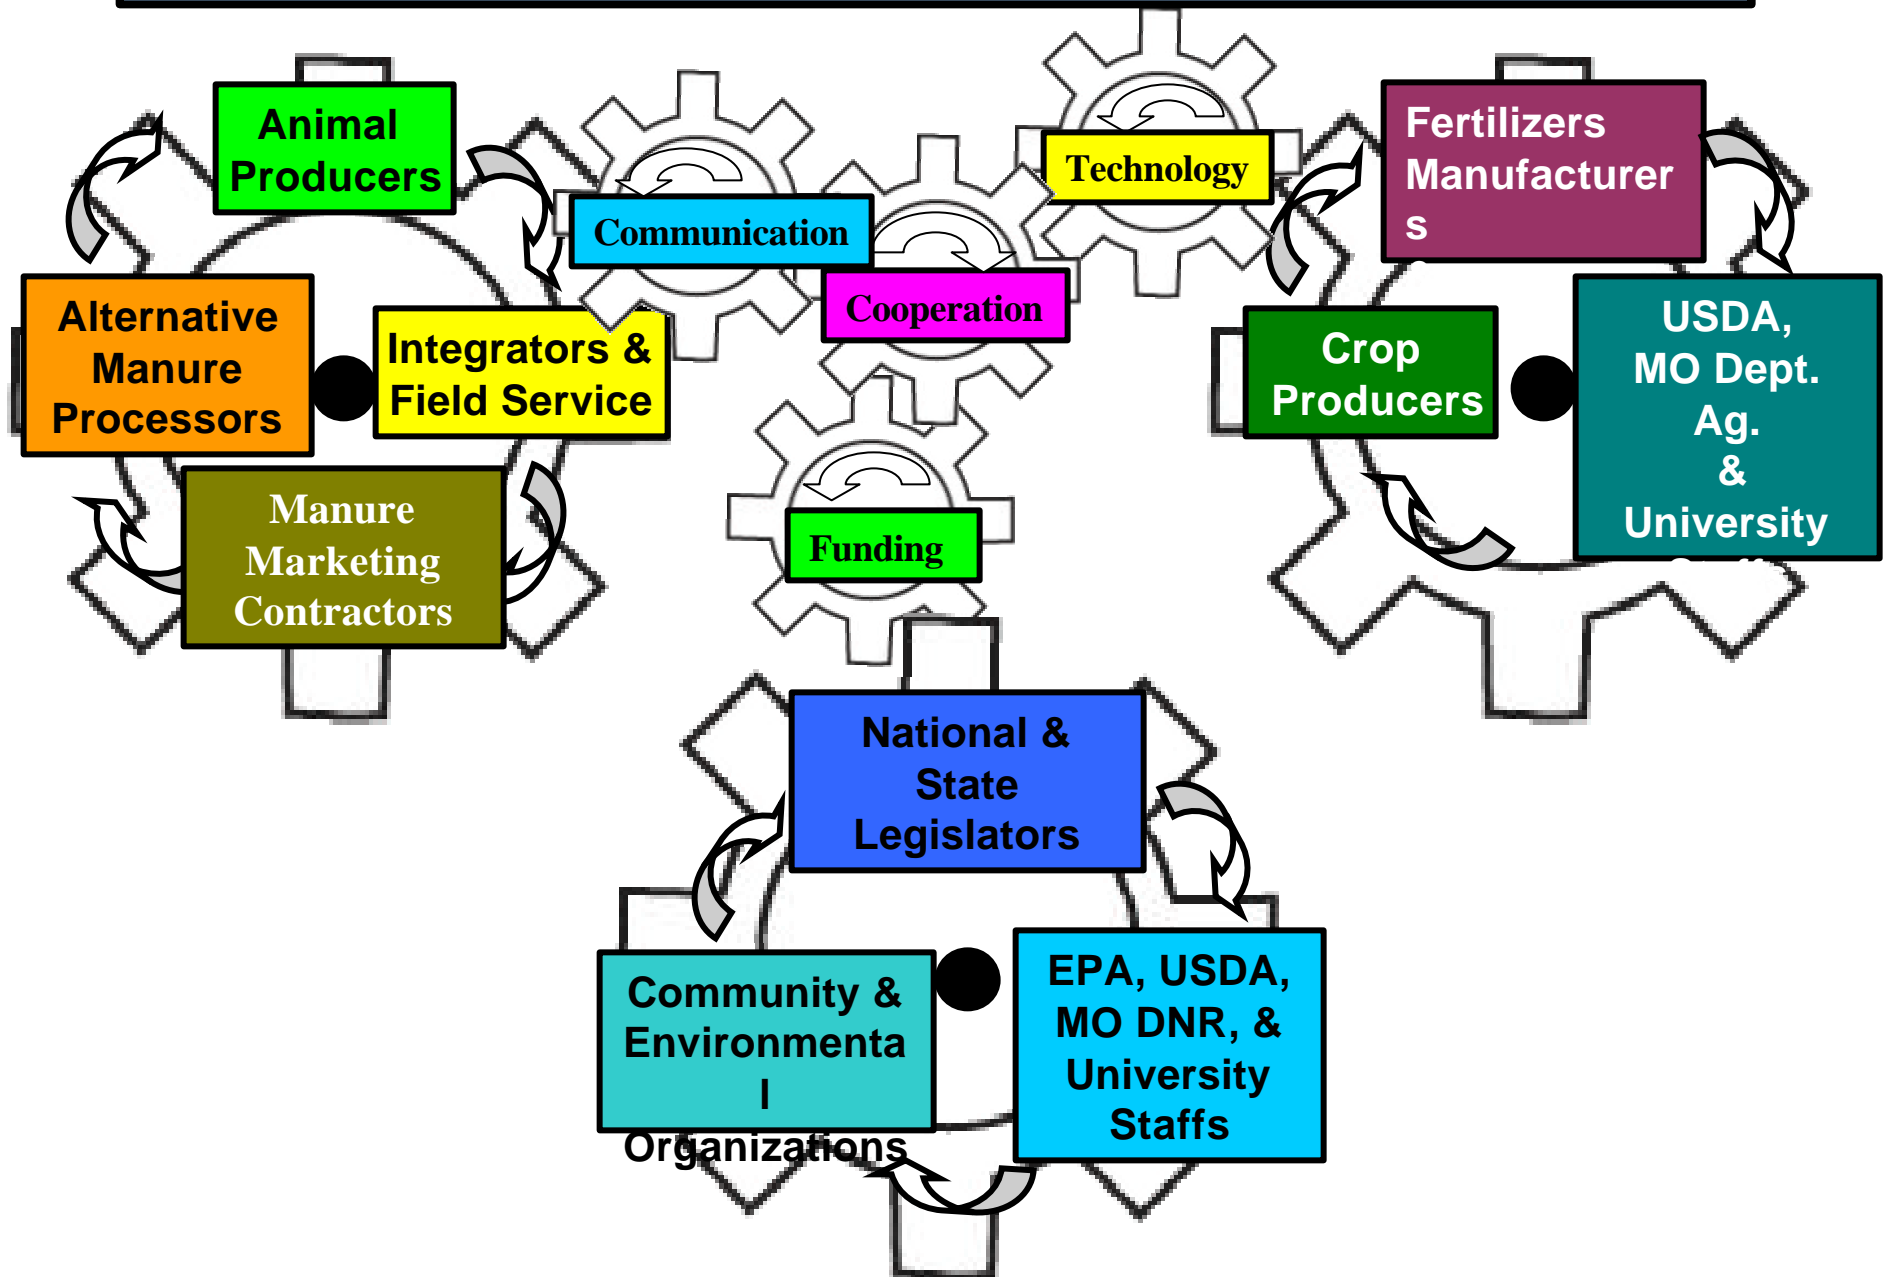 Animal
Producers
Communication
Technology
Cooperation
Fertilizers
Manufacturer
s
Alternative
Manure
Processors
Integrators &
Field Service
Crop
Producers
USDA,
MO Dept.
Ag.
&
University
Manure
Marketing
Contractors
Funding
National &
State
Legislators
Community &
Environmenta
l
Organizations
EPA, USDA,
MO DNR, &
University
Staffs